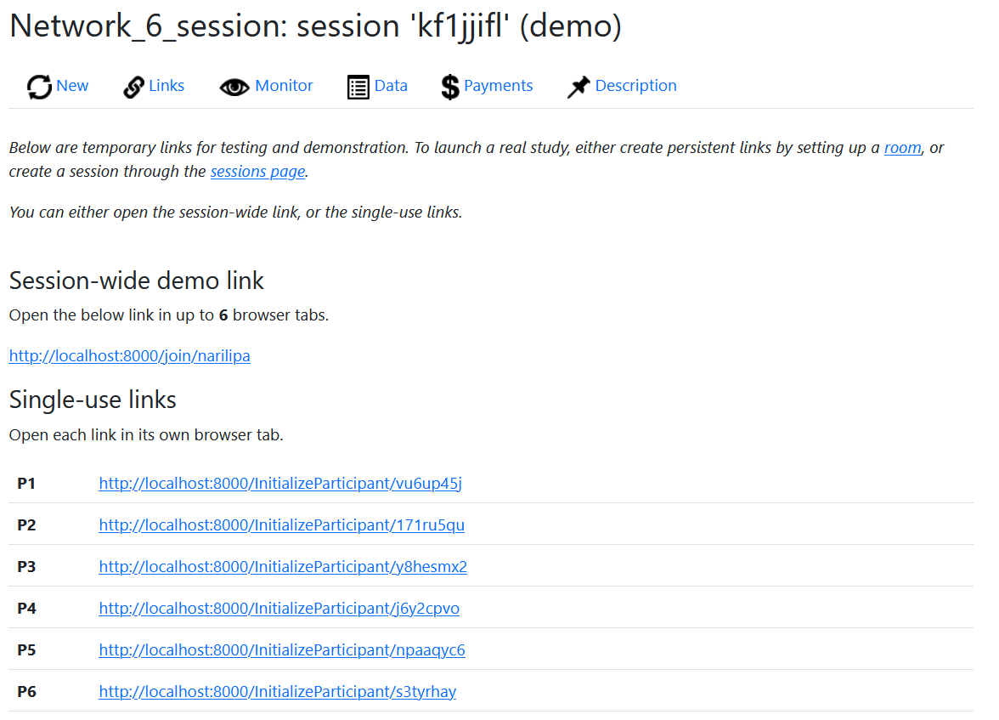 Network_6_session: session 'kf1jjifl' (demo)
New Links Monitor Data Payments Description
Below are temporary links for testing and demonstration. To launch a real study, either create persistent links by setting up a room, or
create a session through the sessions page.
You can either open the session-wide link, or the single-use links.
Session-wide demo link
Open the below link in up to 6 browser tabs.
http://localhost:8000/join/narilipa
Single-use links
Open each link in its own browser tab.
P1 http://localhost:8000/InitializeParticipant/vu6up45j
P2 http://localhost:8000/InitializeParticipant/171ru5qu
P3 http://localhost:8000/InitializeParticipant/y8hesmx2
P4 http://localhost:8000/InitializeParticipant/j6y2cpvo
P5 http://localhost:8000/InitializeParticipant/npaaqyc6
P6 http://localhost:8000/InitializeParticipant/s3tyrhay